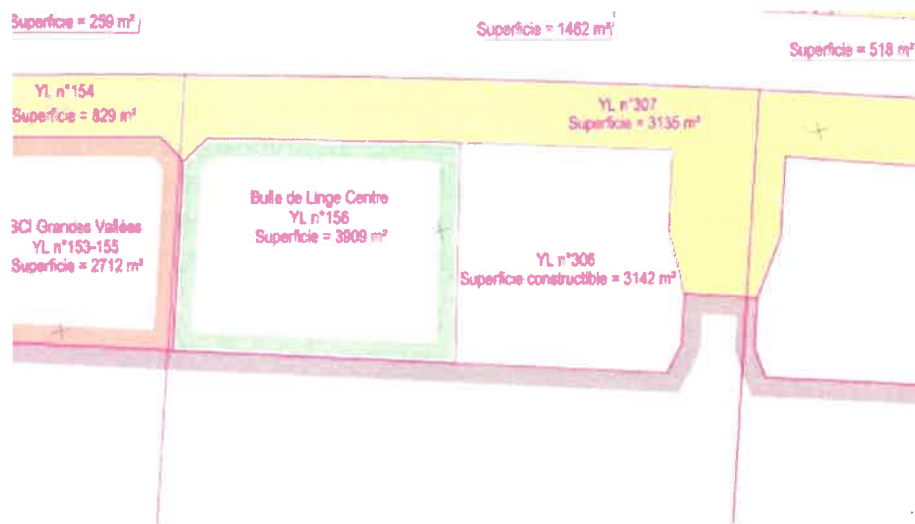 Superficie = 259 m²
Superficie = 1462 m²
Superficie = 518 m²
YL n°154
Superficie = 829 m²
YL n°307
Superficie = 3135 m²
Bulle de Linge Centre
YL n°156
Superficie = 3909 m²
SCI Grandes Vallées
YL n°153-155
Superficie = 2712 m²
YL n°306
Superficie constructible = 3142 m²